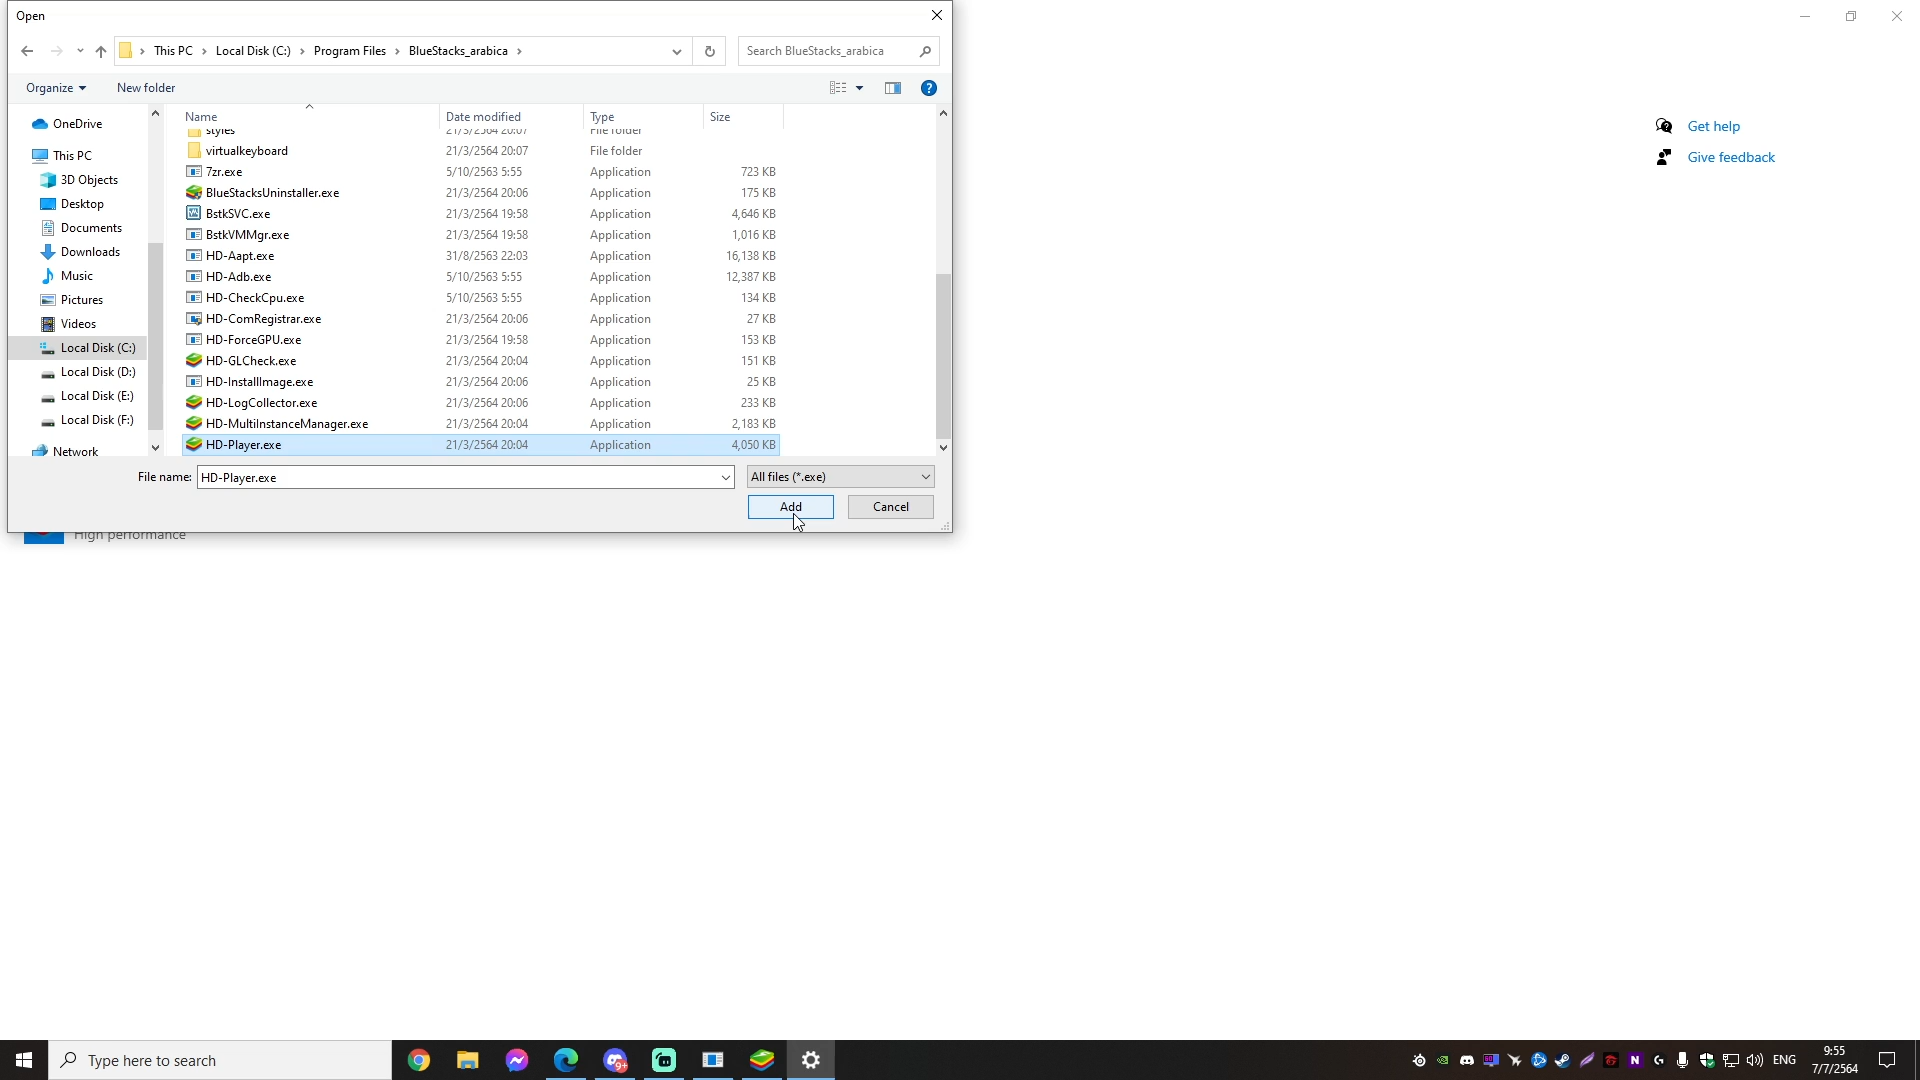 Open
This PC > Local Disk (C:) > Program Files > BlueStacks_arabica >
Search BlueStacks_arabica
Organize
New folder
Name
Date modified
Type
Size
OneDrive
This PC
3D Objects
Desktop
Documents
Downloads
Music
Pictures
Videos
Local Disk (C:)
Local Disk (D:)
Local Disk (E:)
Local Disk (F:)
Network
styles 21/3/2564 20:07 File folder
virtualkeyboard 21/3/2564 20:07 File folder
7zr.exe 5/10/2563 5:55 Application 723 KB
BlueStacksUninstaller.exe 21/3/2564 20:06 Application 175 KB
BstkSVC.exe 21/3/2564 19:58 Application 4,646 KB
BstkVMMgr.exe 21/3/2564 19:58 Application 1,016 KB
HD-Aapt.exe 31/8/2563 22:03 Application 16,138 KB
HD-Adb.exe 5/10/2563 5:55 Application 12,387 KB
HD-CheckCpu.exe 5/10/2563 5:55 Application 134 KB
HD-ComRegistrar.exe 21/3/2564 20:06 Application 27 KB
HD-ForceGPU.exe 21/3/2564 19:58 Application 153 KB
HD-GLCheck.exe 21/3/2564 20:04 Application 151 KB
HD-InstallImage.exe 21/3/2564 20:06 Application 25 KB
HD-LogCollector.exe 21/3/2564 20:06 Application 233 KB
HD-MultiInstanceManager.exe 21/3/2564 20:04 Application 2,183 KB
HD-Player.exe 21/3/2564 20:04 Application 4,050 KB
File name: HD-Player.exe
All files (*.exe)
Add
Cancel
High performance
Get help
Give feedback
Type here to search
9+
ENG
9:55
7/7/2564